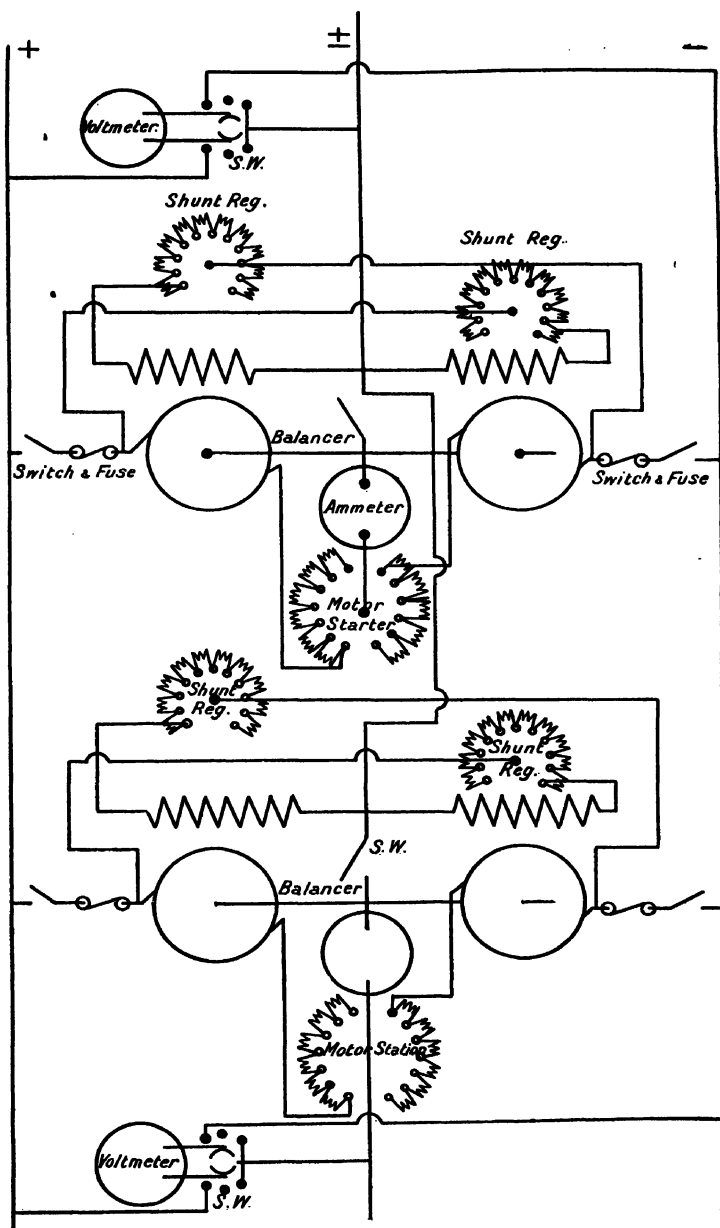 +
±
-
Voltmeter.
S.W.
Shunt Reg.
Shunt Reg.
Balancer
Switch & Fuse
Switch & Fuse
Ammeter
Motor
Starter
Shunt
Reg.
Shunt
Reg.
S.W.
Balancer
Motor Station
Voltmeter
S.W.